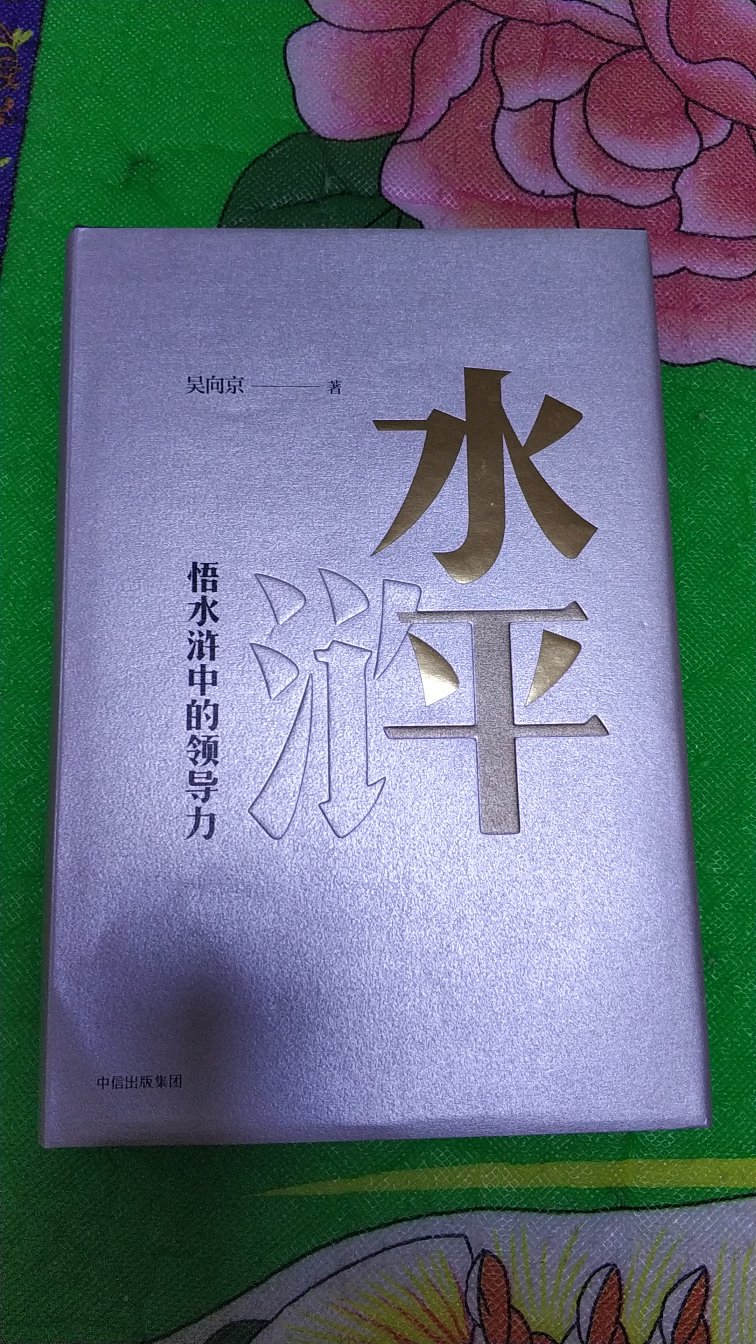 吴向京 ——— 著
水平
浒
悟水浒中的领导力
中信出版集团